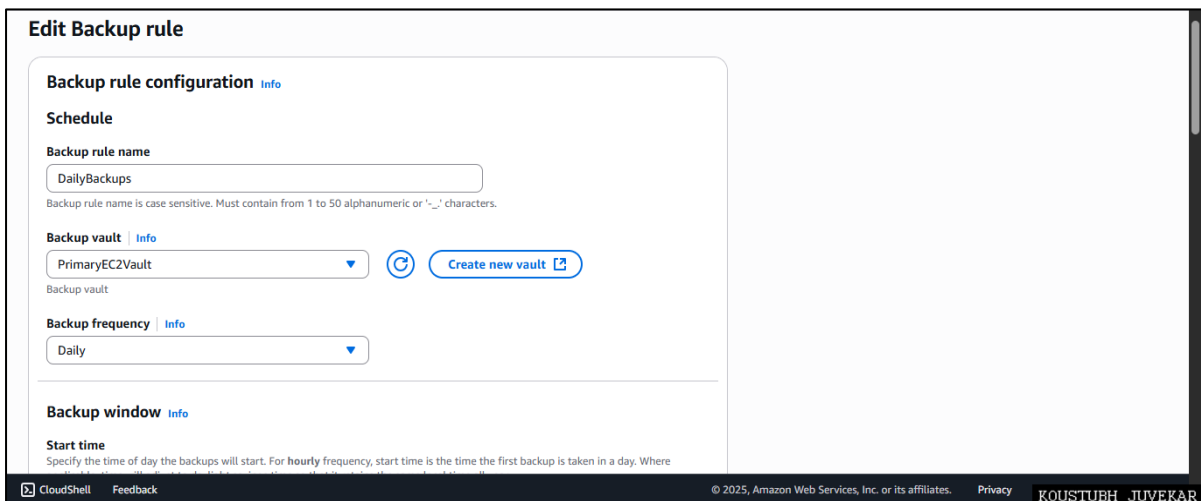 Edit Backup rule
Backup rule configuration Info
Schedule
Backup rule name
DailyBackups
Backup rule name is case sensitive. Must contain from 1 to 50 alphanumeric or '-_.' characters.
Backup vault Info
PrimaryEC2Vault
Create new vault
Backup vault
Backup frequency Info
Daily
Backup window Info
Start time
Specify the time of day the backups will start. For hourly frequency, start time is the time the first backup is taken in a day. Where
CloudShell Feedback © 2025, Amazon Web Services, Inc. or its affiliates. Privacy
KOUSTUBH JUVEKAR